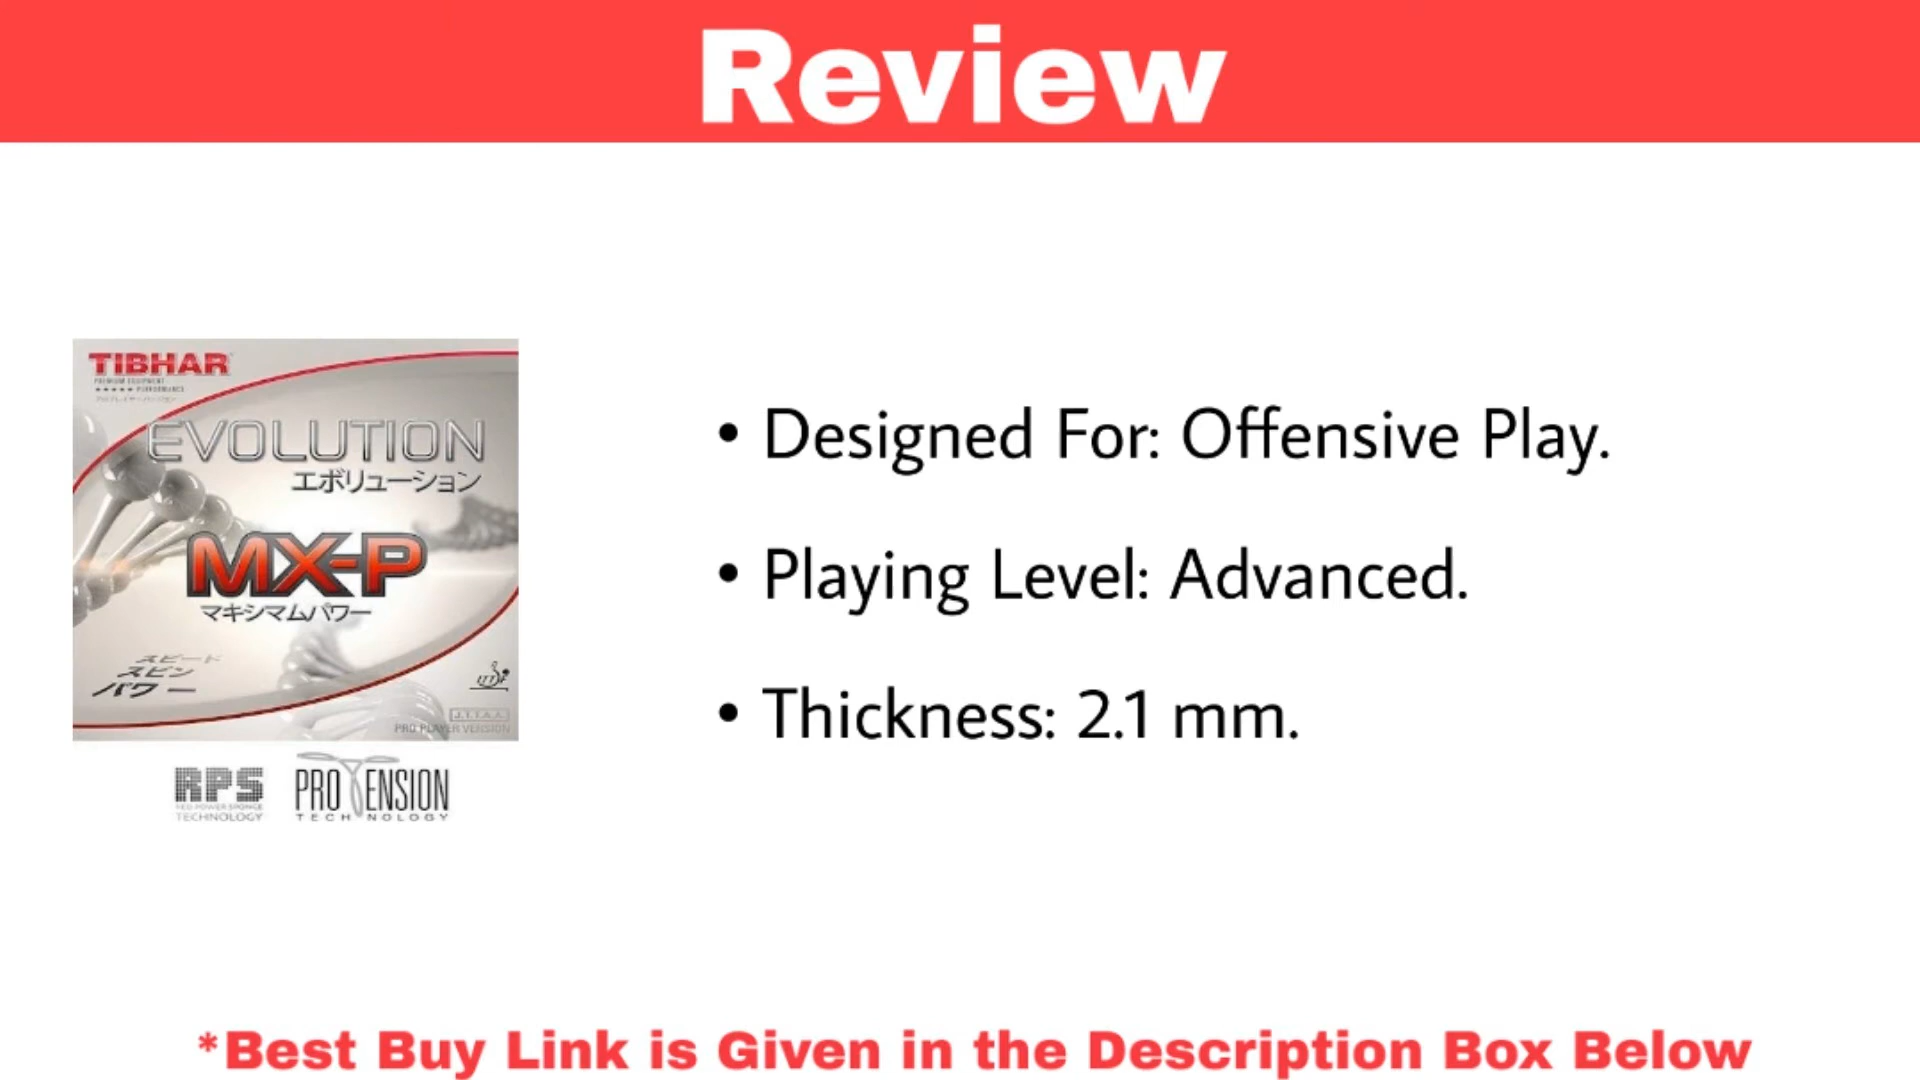 Review
TIBHAR
EVOLUTION
エボリューション
MX-P
マキシマムパワー
スピード
スピン
パワー
PRO PLAYER VERSION
RPS
TECHNOLOGY
PROTENSION
TECHNOLOGY
• Designed For: Offensive Play.
• Playing Level: Advanced.
• Thickness: 2.1 mm.
*Best Buy Link is Given in the Description Box Below